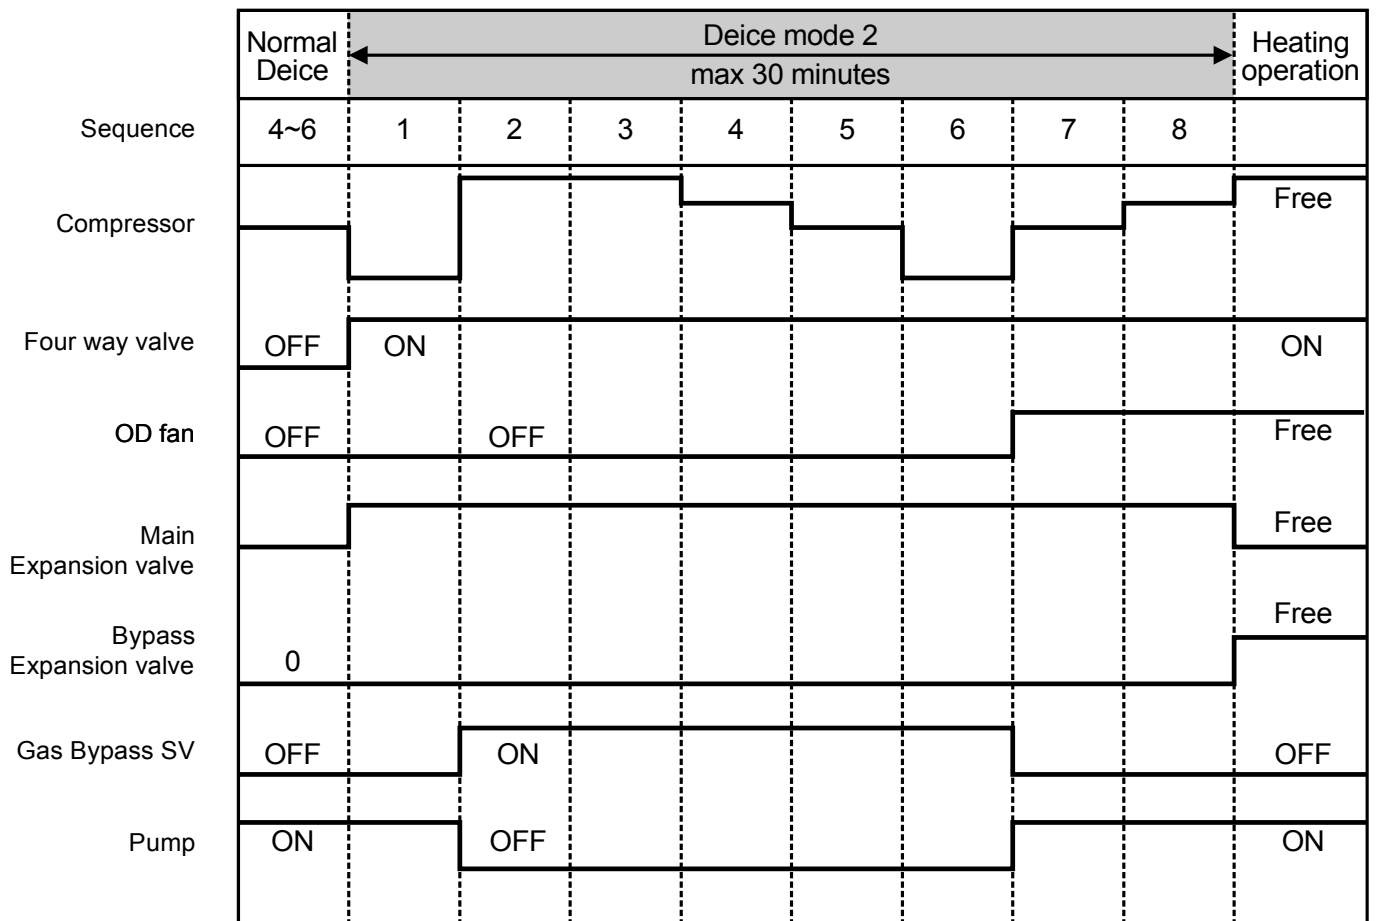 Normal Deice mode 2 Heating
Deice max 30 minutes operation
Sequence 4~6 1 2 3 4 5 6 7 8
Compressor Free
Four way valve OFF ON ON
OD fan OFF OFF Free
Main Free
Expansion valve
Bypass Free
Expansion valve 0
Gas Bypass SV OFF ON OFF
Pump ON OFF ON